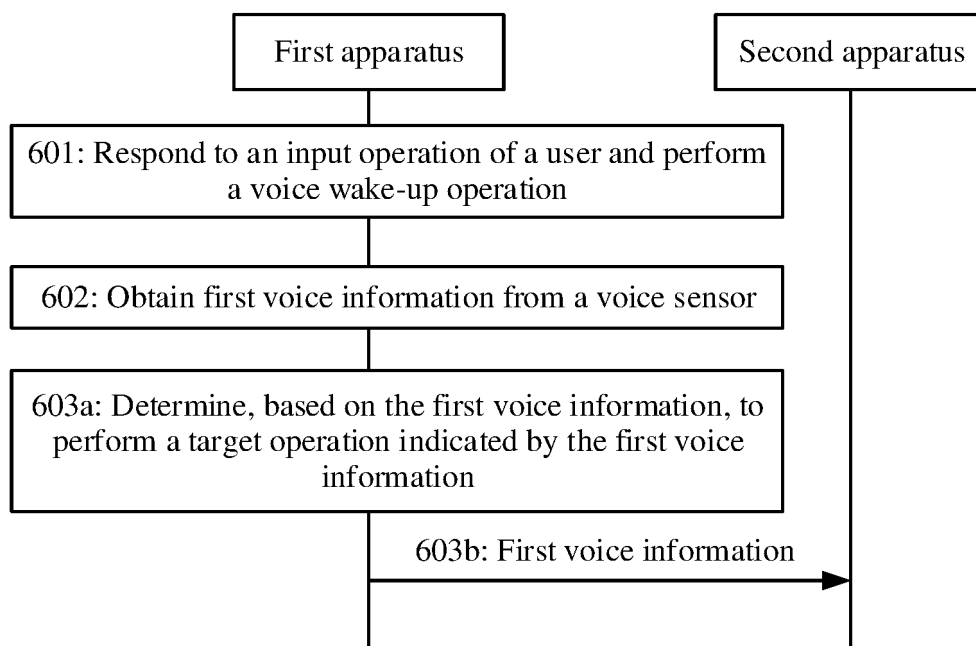 First apparatus
Second apparatus
601: Respond to an input operation of a user and perform
a voice wake-up operation
602: Obtain first voice information from a voice sensor
603a: Determine, based on the first voice information, to
perform a target operation indicated by the first voice
information
603b: First voice information